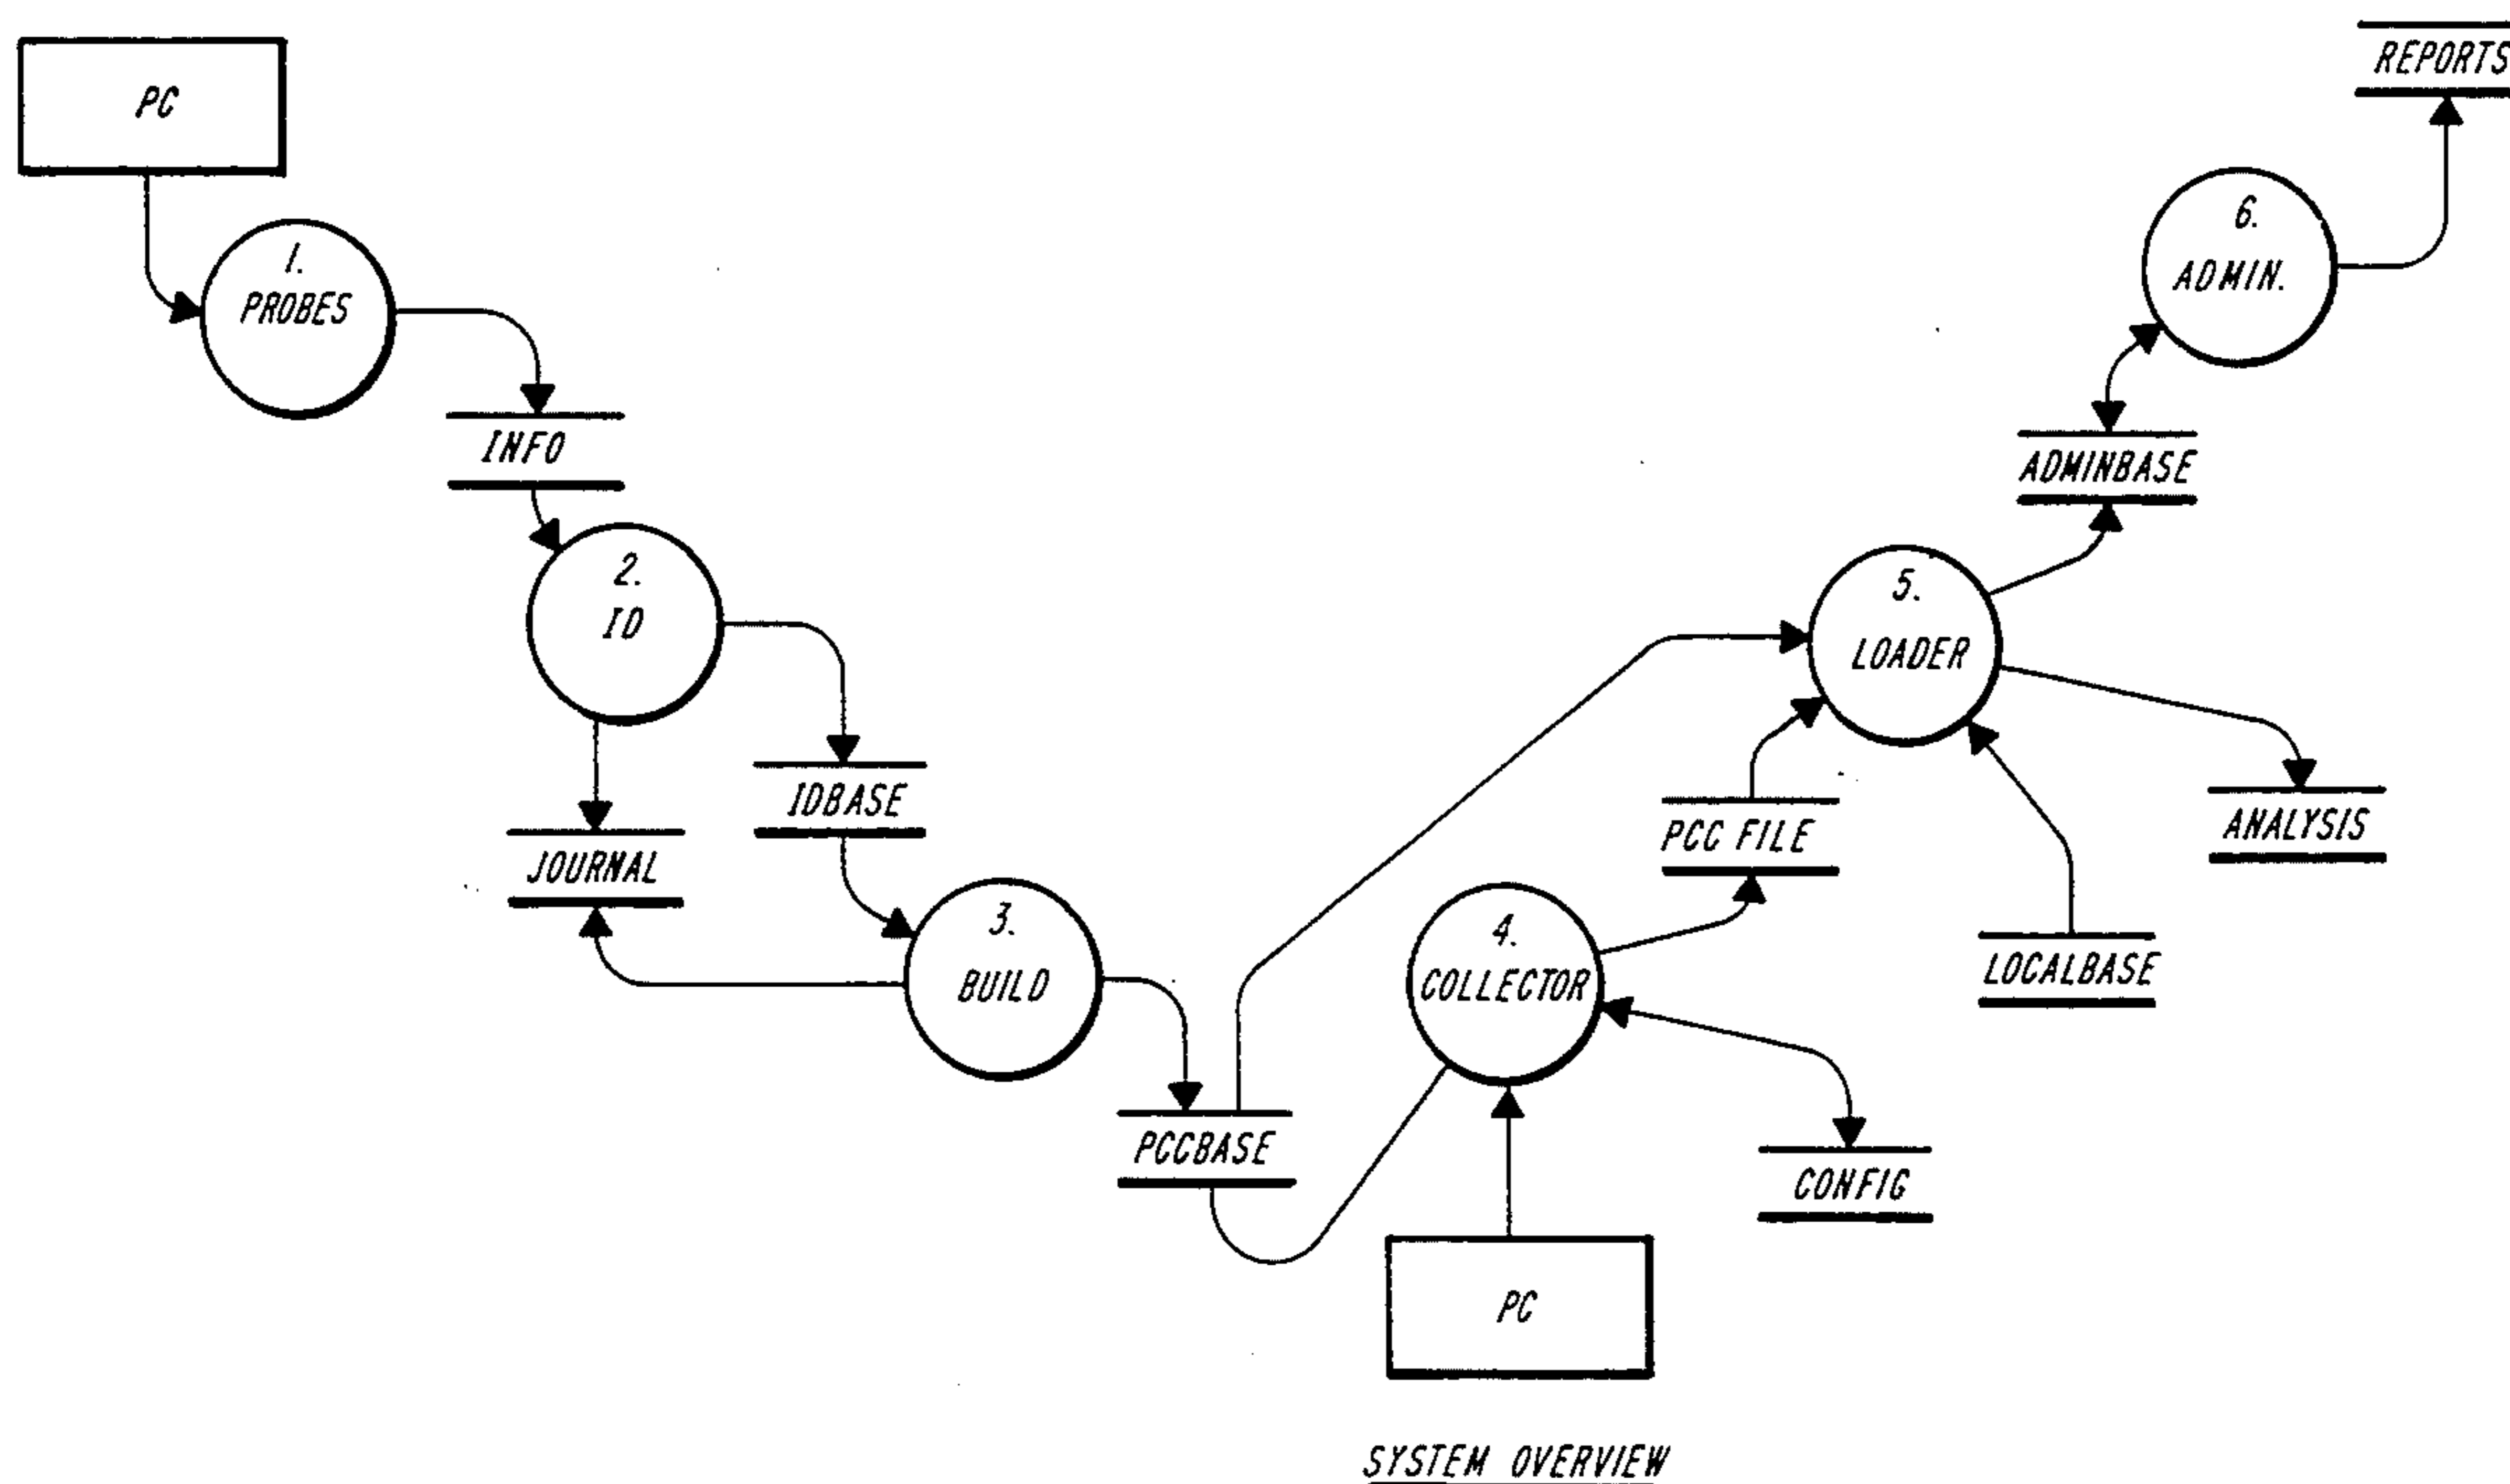 PC
REPORTS
1.
PROBES
6.
ADMIN.
INFO
ADMINBASE
2.
ID
5.
LOADER
IDBASE
JOURNAL
PCC FILE
ANALYSIS
3.
BUILD
4.
COLLECTOR
LOCALBASE
PCCBASE
CONFIG
PC
SYSTEM OVERVIEW